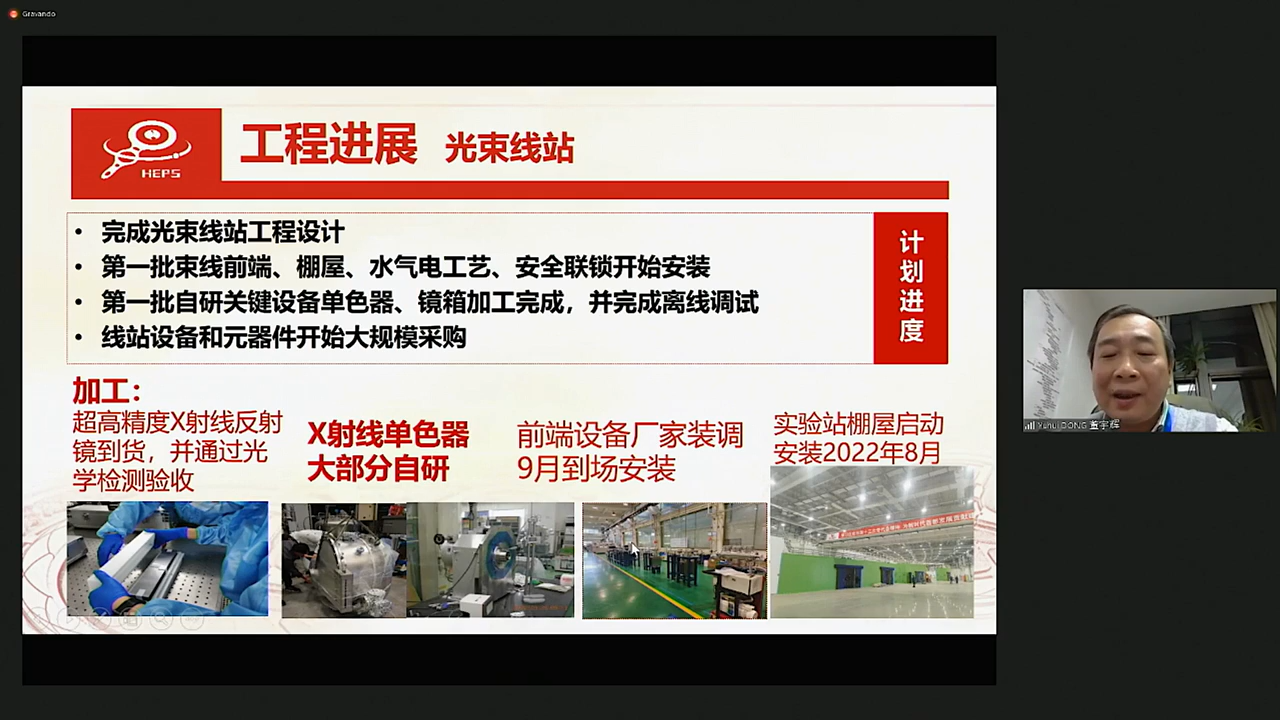 Gravando
HEPS
工程进展 光束线站
• 完成光束线站工程设计
• 第一批束线前端、棚屋、水气电工艺、安全联锁开始安装
• 第一批自研关键设备单色器、镜箱加工完成，并完成离线调试
• 线站设备和元器件开始大规模采购
计划进度
加工：
超高精度X射线反射
镜到货，并通过光
学检测验收
X射线单色器
大部分自研
前端设备厂家装调
9月到场安装
实验站棚屋启动
安装2022年8月
Yuhui DONG 董宇辉